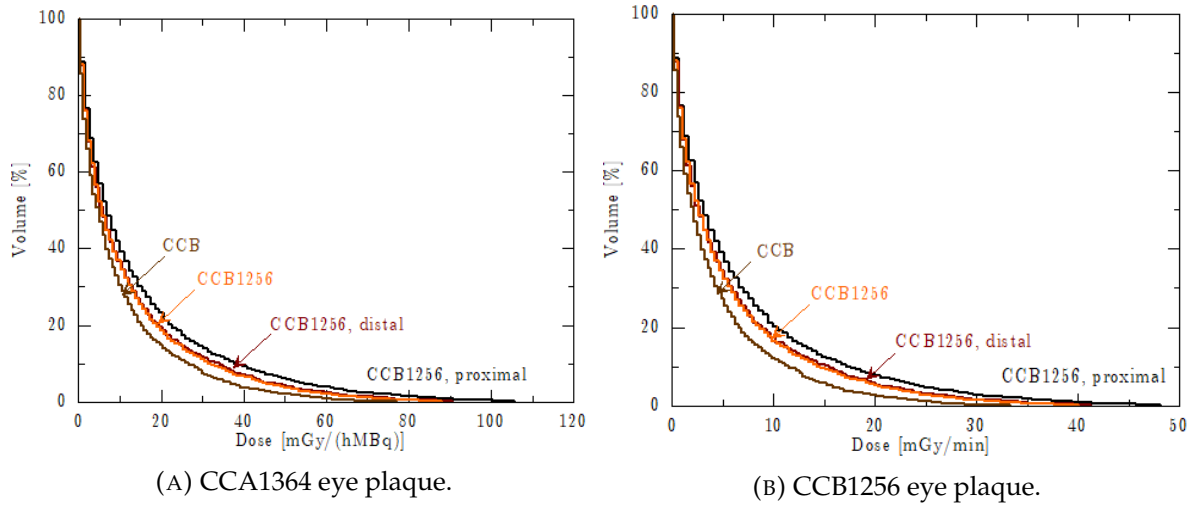 100
80
60
40
20
0
Volume [%]
CCB
CCB1256
CCB1256, distal
CCB1256, proximal
0 20 40 60 80 100 120
Dose [mGy/(hMBq)]
(A) CCA1364 eye plaque.
100
80
60
40
20
0
Volume [%]
CCB
CCB1256
CCB1256, distal
CCB1256, proximal
0 10 20 30 40 50
Dose [mGy/min]
(B) CCB1256 eye plaque.